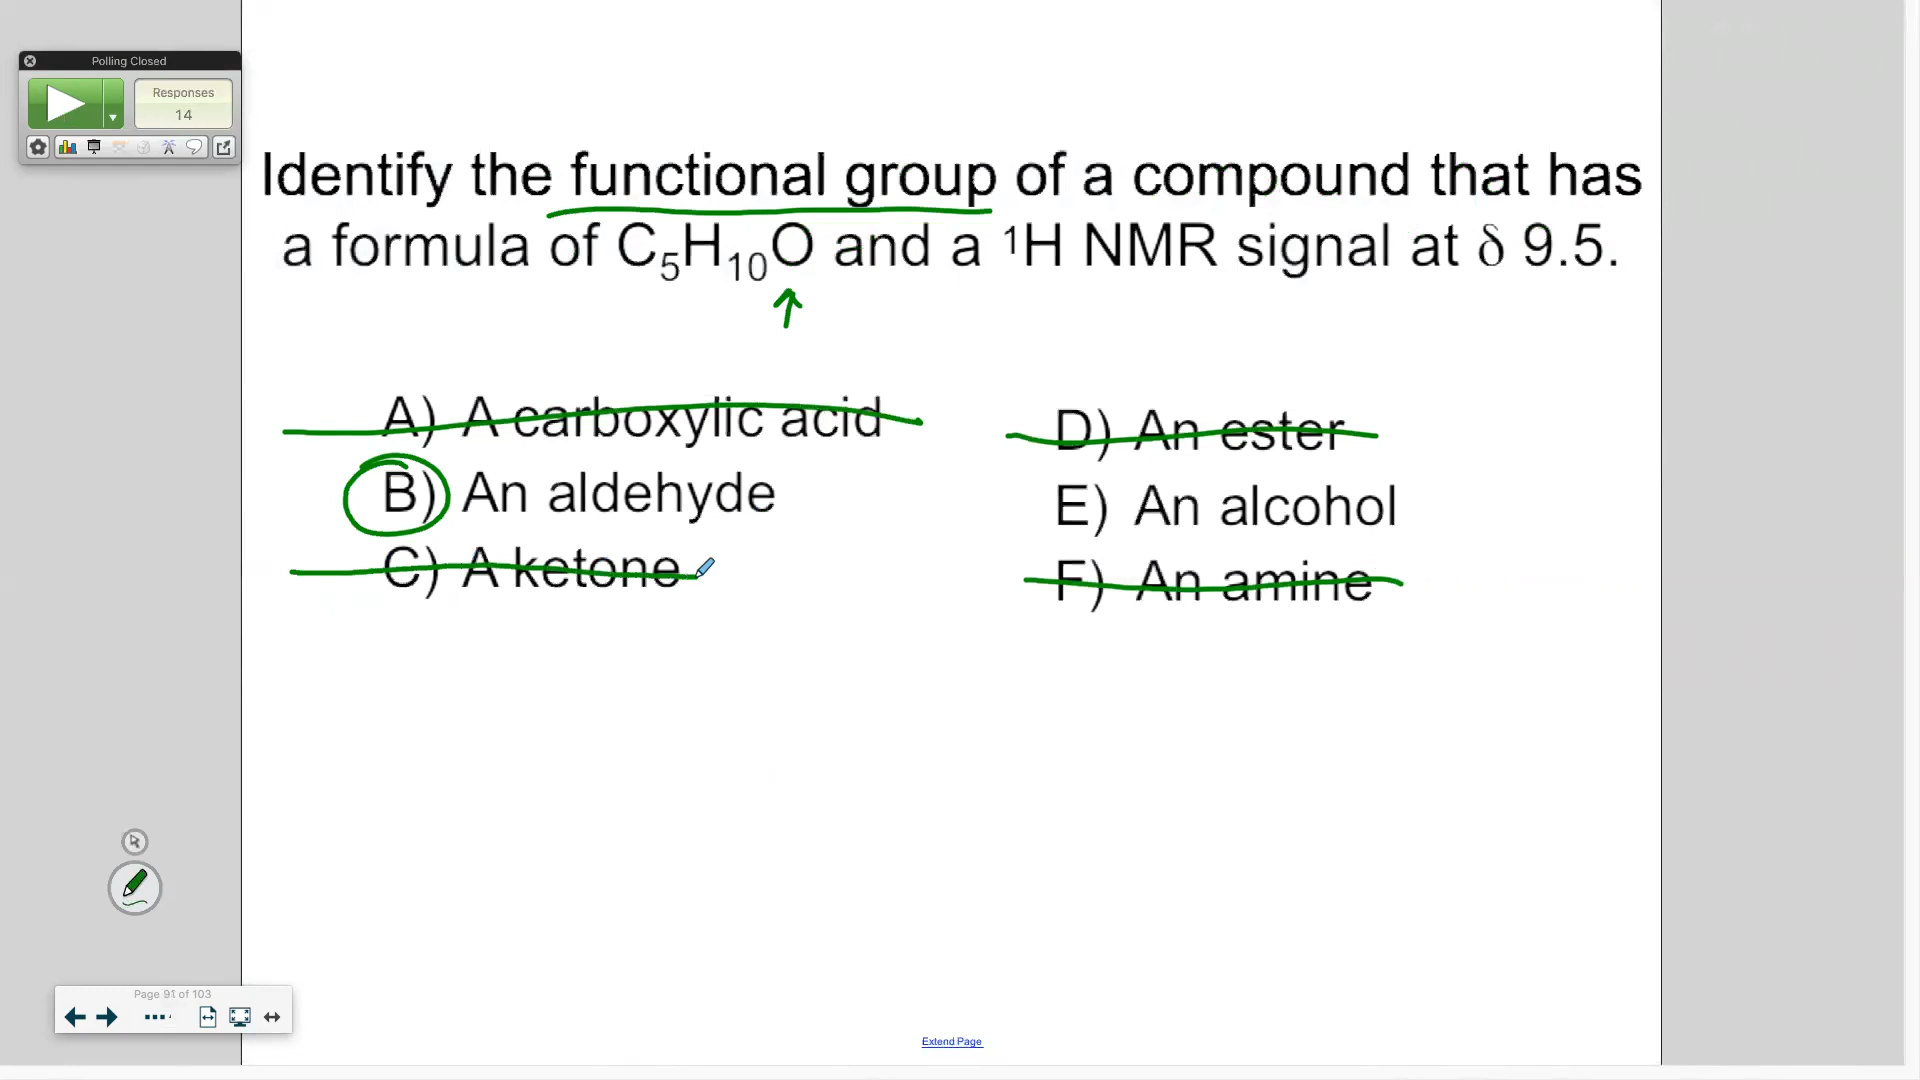 Polling Closed
Responses
14
Identify the functional group of a compound that has
a formula of C₅H₁₀O and a ¹H NMR signal at δ 9.5.
A) A carboxylic acid
B) An aldehyde
C) A ketone
D) An ester
E) An alcohol
F) An amine
Page 91 of 103
Extend Page